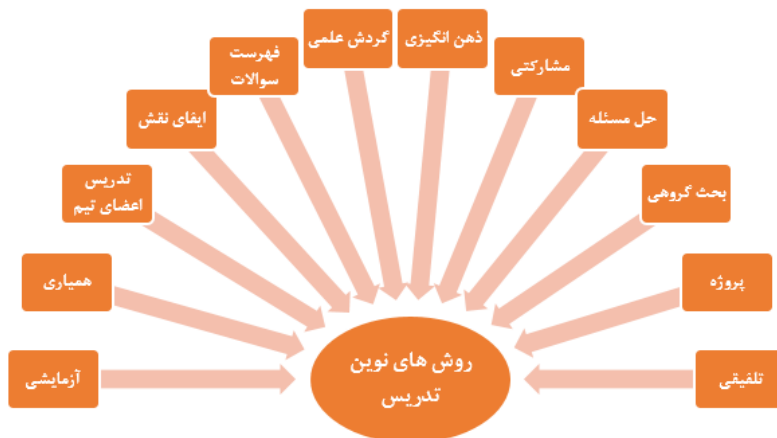 ذهن انگیزی
گردش علمی
مشارکتی
فهرست
سوالات
حل مسئله
ایفای نقش
بحث گروهی
تدریس
اعضای تیم
پروژه
همیاری
تلفیقی
آزمایشی
روش های نوین
تدریس